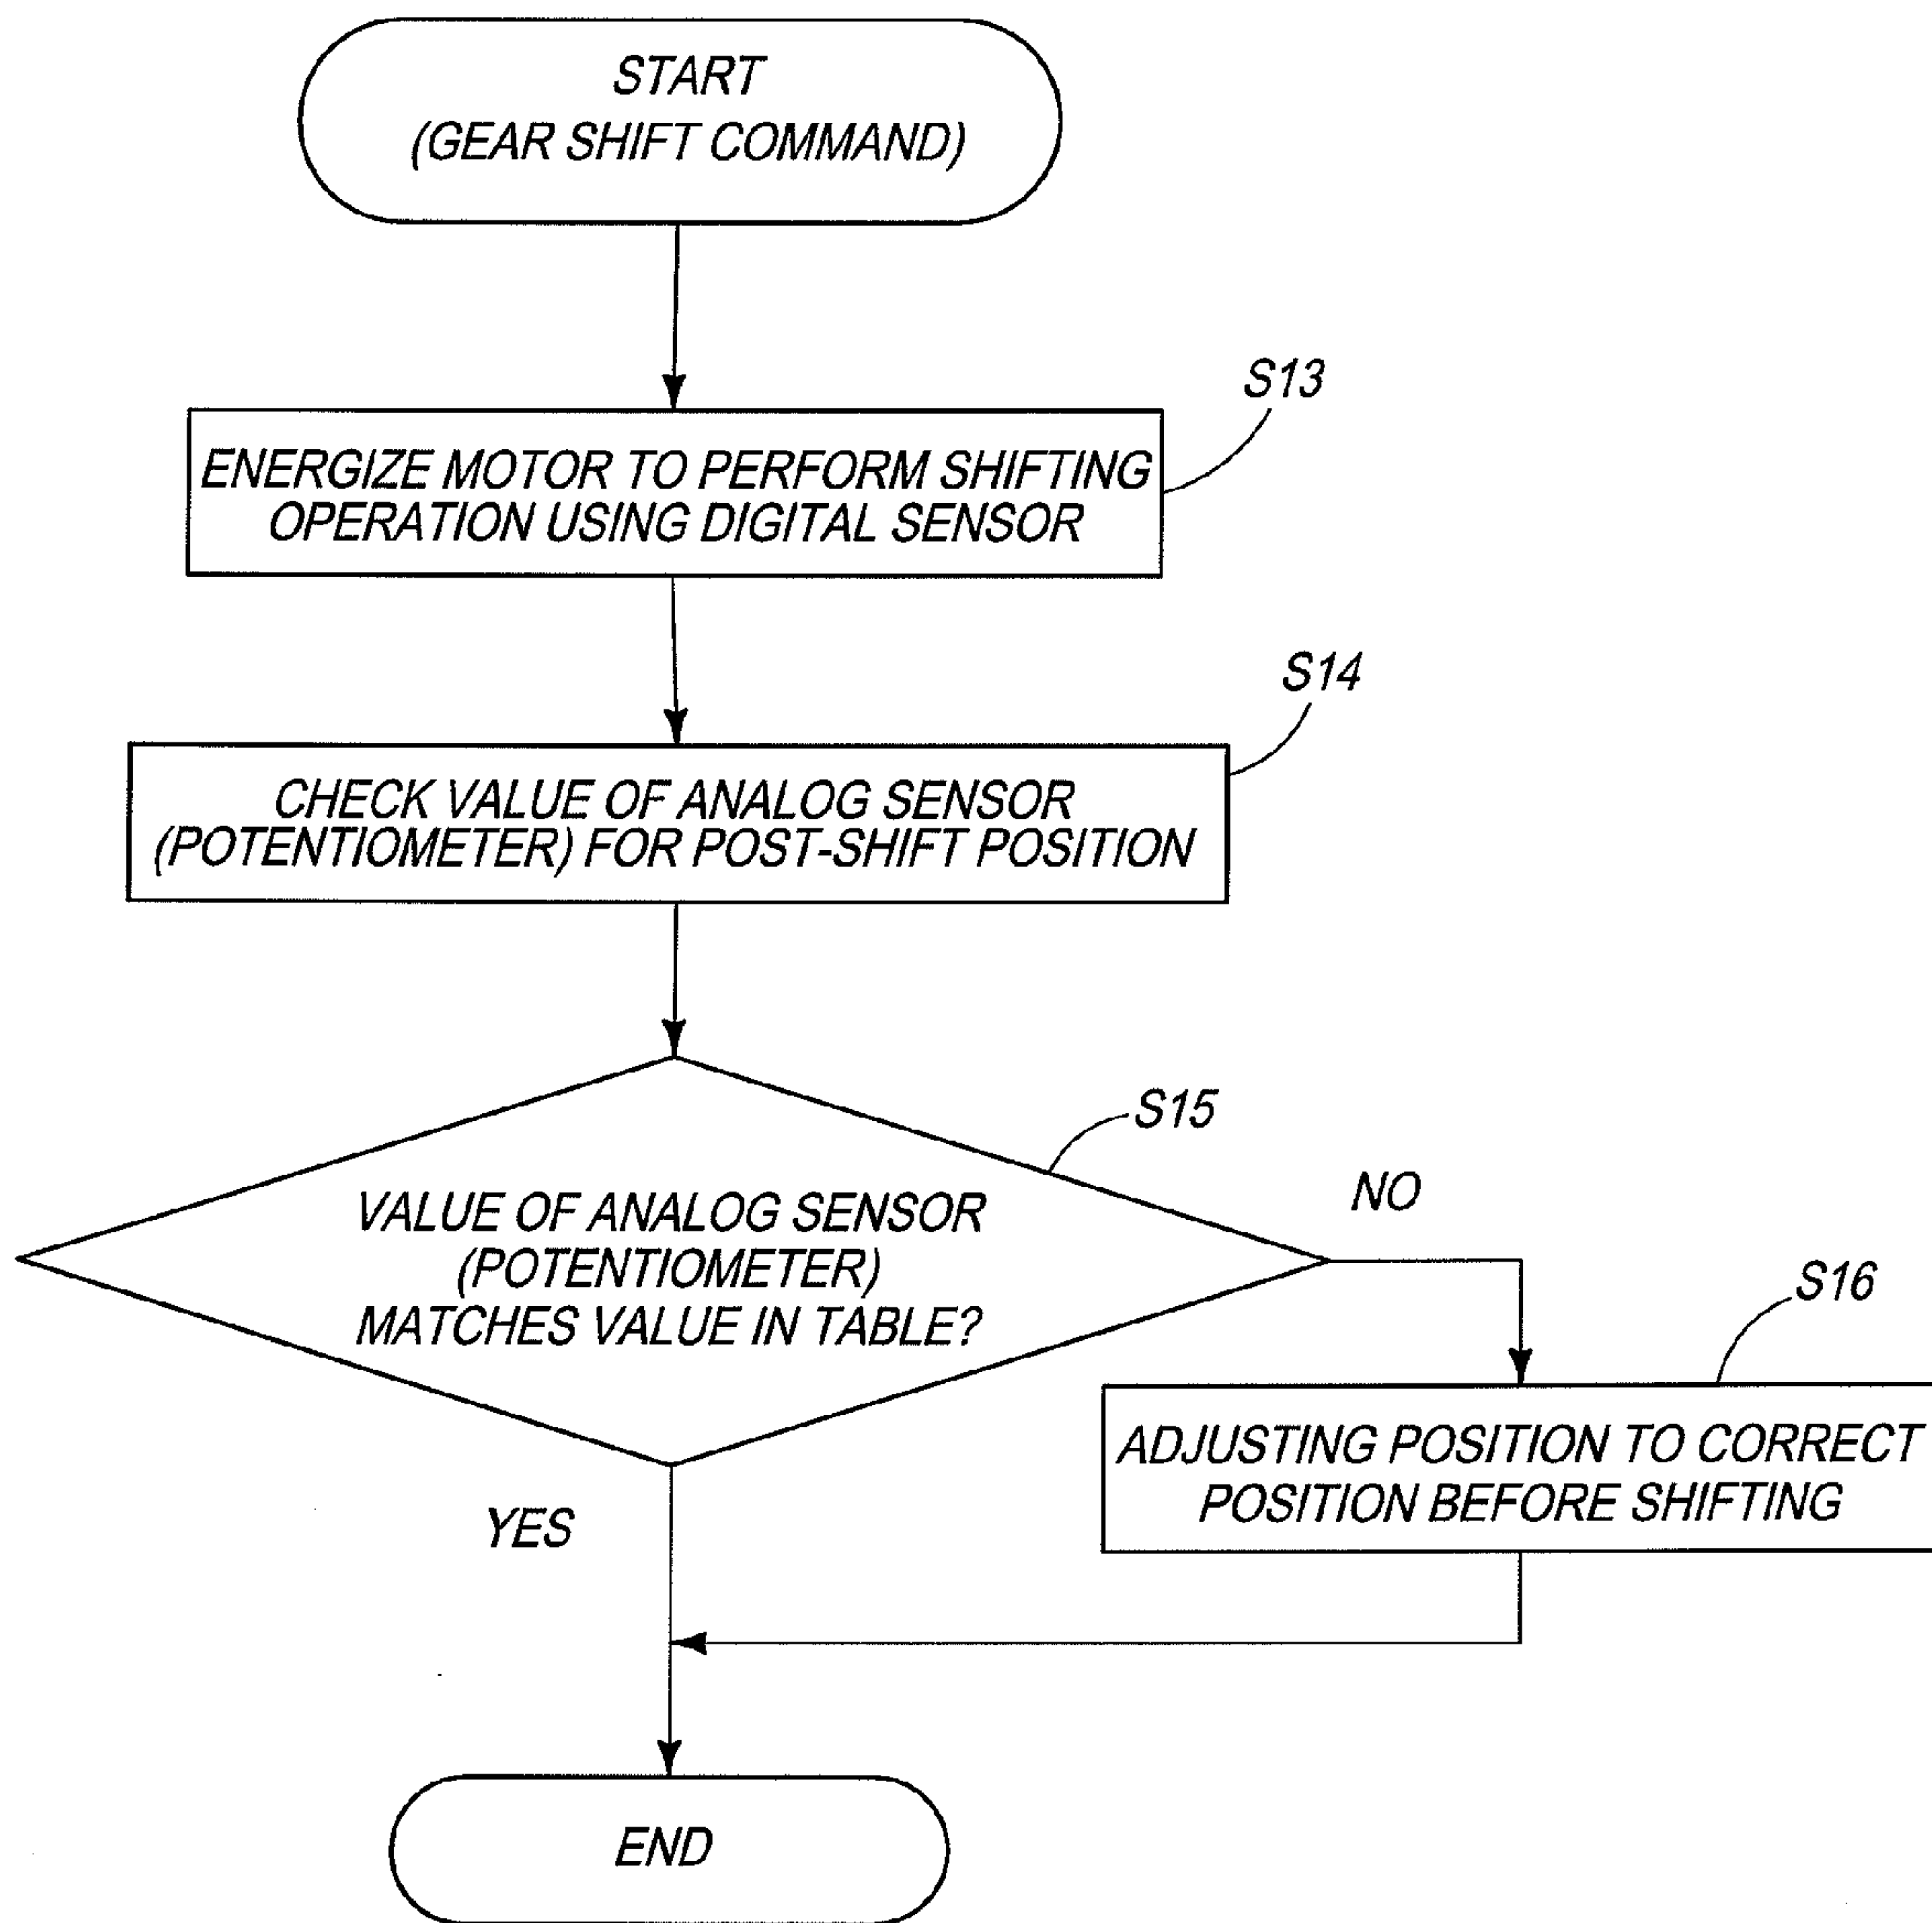 START
(GEAR SHIFT COMMAND)
S13
ENERGIZE MOTOR TO PERFORM SHIFTING
OPERATION USING DIGITAL SENSOR
S14
CHECK VALUE OF ANALOG SENSOR
(POTENTIOMETER) FOR POST-SHIFT POSITION
S15
VALUE OF ANALOG SENSOR
(POTENTIOMETER)
MATCHES VALUE IN TABLE?
NO
S16
ADJUSTING POSITION TO CORRECT
POSITION BEFORE SHIFTING
YES
END